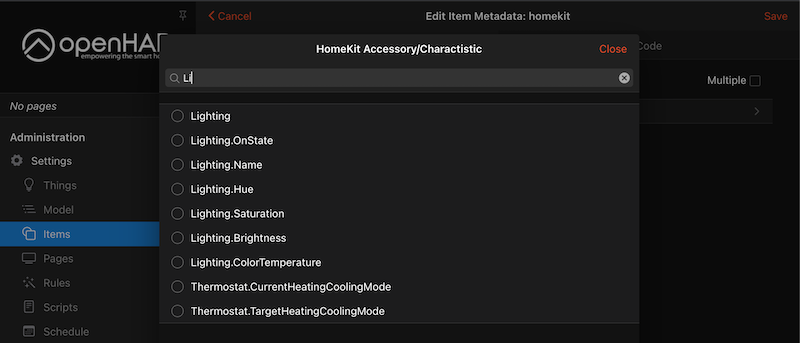 Cancel
Edit Item Metadata: homekit
Save
openHAB
empowering the smart ho
HomeKit Accessory/Charactistic
Close
Code
Li
Multiple
No pages
Administration
Settings
Things
Model
Items
Pages
Rules
Scripts
Schedule
Lighting
Lighting.OnState
Lighting.Name
Lighting.Hue
Lighting.Saturation
Lighting.Brightness
Lighting.ColorTemperature
Thermostat.CurrentHeatingCoolingMode
Thermostat.TargetHeatingCoolingMode